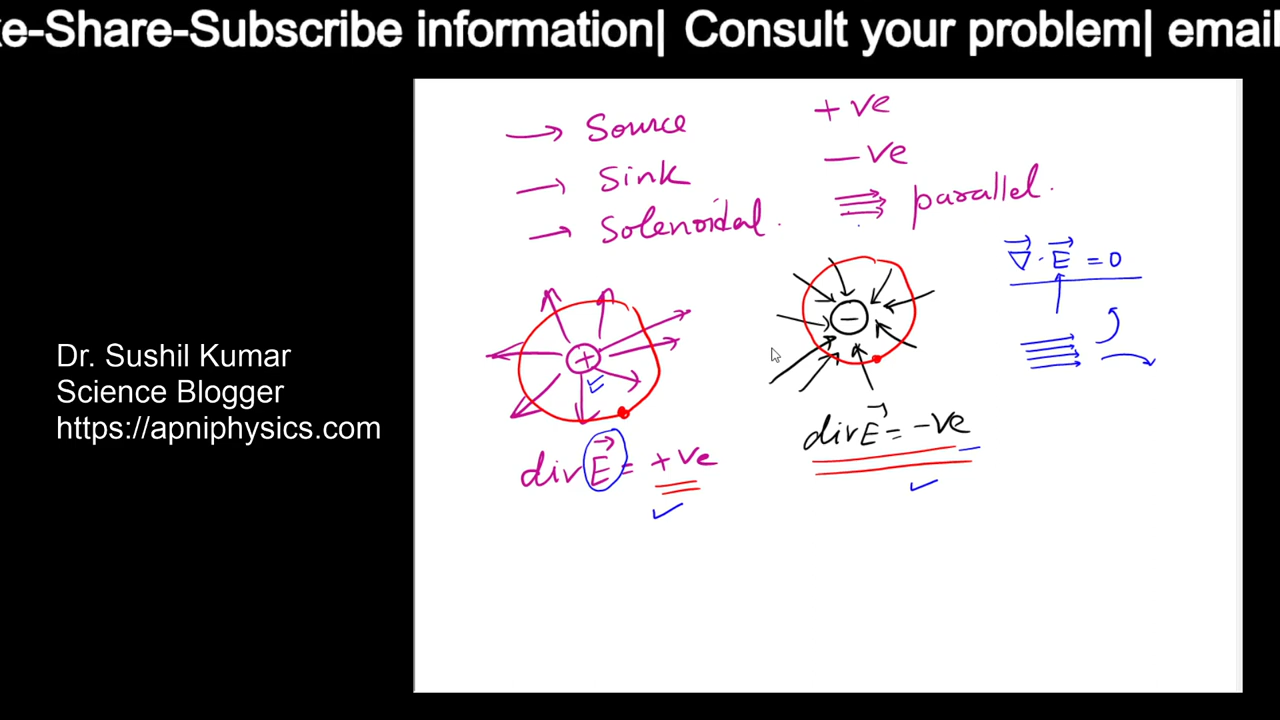 e-Share-Subscribe information| Consult your problem| email
→ Source +ve
→ Sink -ve
→ Solenoidal. parallel.
∇⃗ · E⃗ = 0
+
E
−
div E⃗ = +ve
div E⃗ = -ve
Dr. Sushil Kumar
Science Blogger
https://apniphysics.com